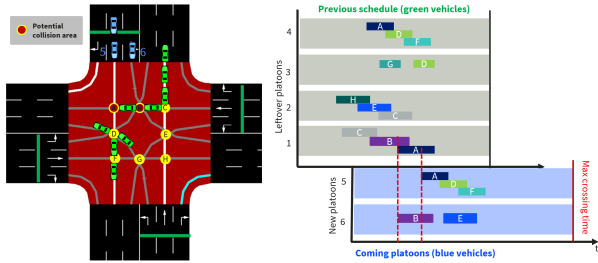 Potential
collision area
5
6
C
D
E
F
G
H
Previous schedule (green vehicles)
Leftover platoons
4
A
D
F
3
G
D
2
H
E
C
1
C
B
A
New platoons
5
A
D
F
6
B
E
Max crossing time
t
Coming platoons (blue vehicles)